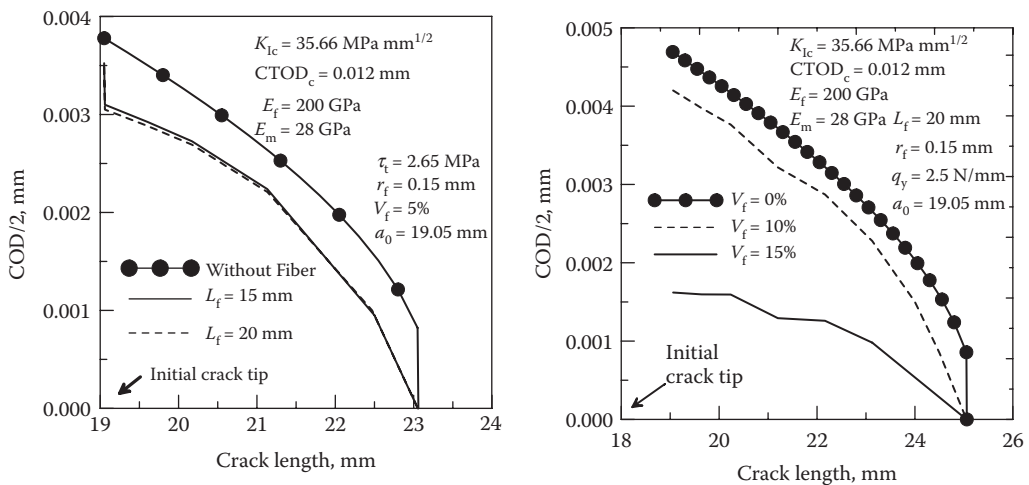 0.004
0.003
0.002
0.001
0.000
COD/2, mm
K_Ic = 35.66 MPa mm^1/2
CTOD_c = 0.012 mm
E_f = 200 GPa
E_m = 28 GPa
τ_t = 2.65 MPa
r_f = 0.15 mm
V_f = 5%
a_0 = 19.05 mm
Without Fiber
L_f = 15 mm
L_f = 20 mm
Initial crack tip
19 20 21 22 23 24
Crack length, mm
0.005
0.004
0.003
0.002
0.001
0.000
COD/2, mm
K_Ic = 35.66 MPa mm^1/2
CTOD_c = 0.012 mm
E_f = 200 GPa
E_m = 28 GPa
L_f = 20 mm
r_f = 0.15 mm
q_y = 2.5 N/mm
a_0 = 19.05 mm
V_f = 0%
V_f = 10%
V_f = 15%
Initial
crack tip
18 20 22 24 26
Crack length, mm